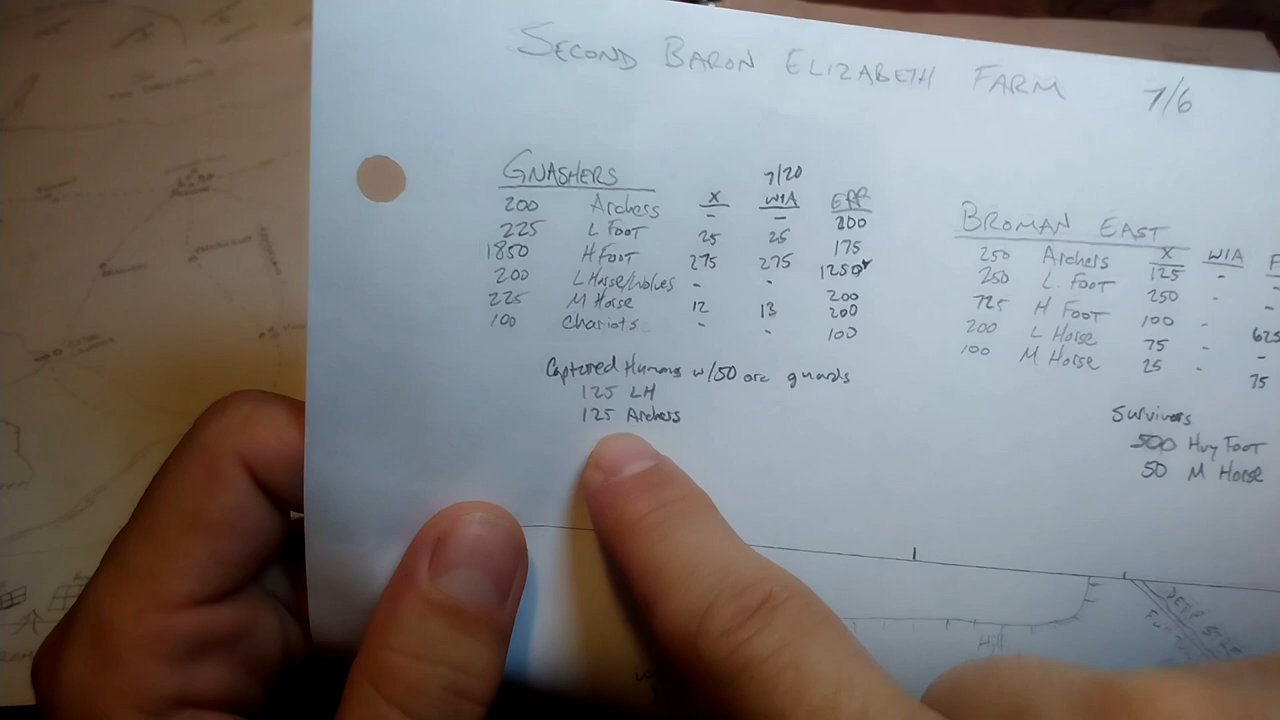 SECOND BARON ELIZABETH FARM 7/6
GNASHERS 7/20
X WIA EFF
200 Archers - - 200
225 L FOOT 25 25 175
1850 H FOOT 275 275 1250
200 L Horse/Wolves - - 200
225 M Horse 12 13 200
100 Chariots - - 100
Captured Humans w/50 orc guards
125 LH
125 Archers
BROMAN EAST
X WIA
250 Archers 125 - -
250 L. FOOT 250 - -
725 H FOOT 100 - 625
200 L Horse 75 - -
100 M Horse 25 - 75
Survivors
500 Hvy Foot
50 M Horse
Hill